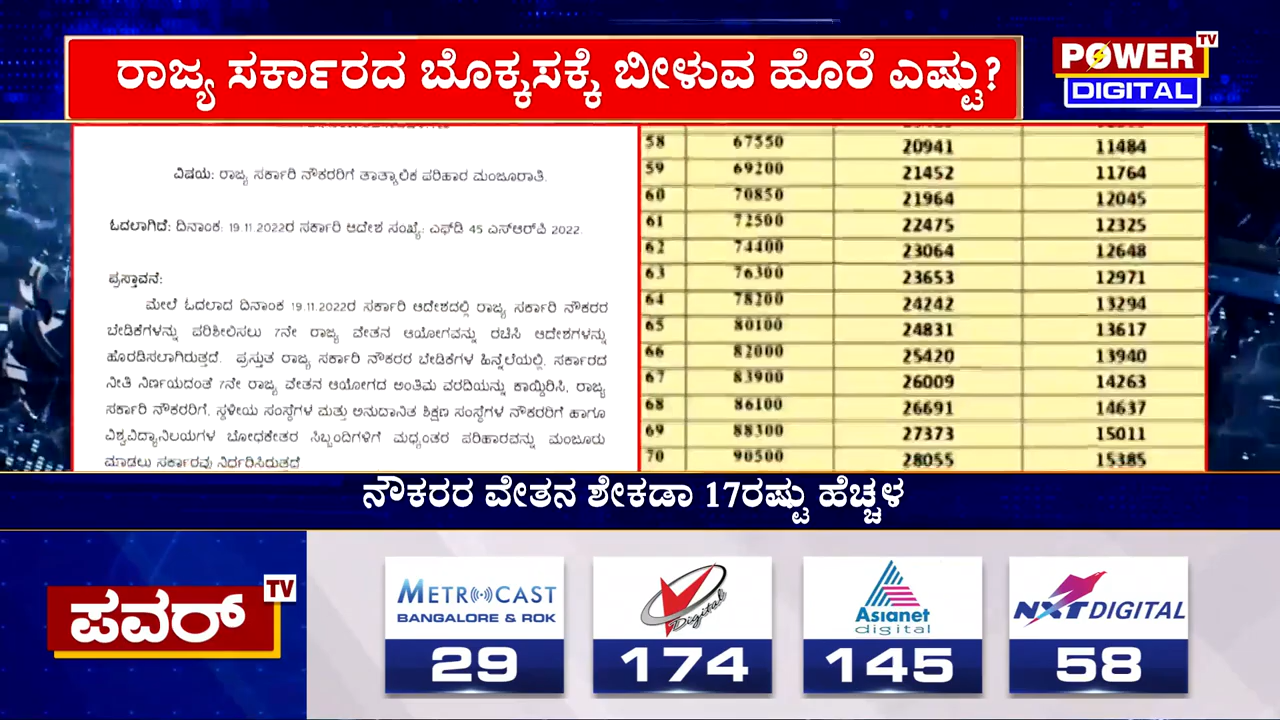 ರಾಜ್ಯ ಸರ್ಕಾರದ ಬೊಕ್ಕಸಕ್ಕೆ ಬೀಳುವ ಹೊರೆ ಎಷ್ಟು?
POWER TV
DIGITAL
ವಿಷಯ: ರಾಜ್ಯ ಸರ್ಕಾರಿ ನೌಕರರಿಗೆ ತಾತ್ಕಾಲಿಕ ಪರಿಹಾರ ಮಂಜೂರಾತಿ.
ಓದಲಾಗಿದೆ: ದಿನಾಂಕ: 19.11.2022ರ ಸರ್ಕಾರಿ ಆದೇಶ ಸಂಖ್ಯೆ: ಎಫ್‌ಡಿ 45 ಎಸ್‌ಆರ್‌ಪಿ 2022.
ಪ್ರಸ್ತಾವನೆ:
ಮೇಲೆ ಓದಲಾದ ದಿನಾಂಕ 19.11.2022ರ ಸರ್ಕಾರಿ ಆದೇಶದಲ್ಲಿ ರಾಜ್ಯ ಸರ್ಕಾರಿ ನೌಕರರ
ಬೇಡಿಕೆಗಳನ್ನು ಪರಿಶೀಲಿಸಲು 7ನೇ ರಾಜ್ಯ ವೇತನ ಆಯೋಗವನ್ನು ರಚಿಸಿ ಆದೇಶಗಳನ್ನು
ಹೊರಡಿಸಲಾಗಿರುತ್ತದೆ. ಪ್ರಸ್ತುತ ರಾಜ್ಯ ಸರ್ಕಾರಿ ನೌಕರರ ಬೇಡಿಕೆಗಳ ಹಿನ್ನೆಲೆಯಲ್ಲಿ, ಸರ್ಕಾರದ
ನೀತಿ ನಿರ್ಣಯದಂತೆ 7ನೇ ರಾಜ್ಯ ವೇತನ ಆಯೋಗದ ಅಂತಿಮ ವರದಿಯನ್ನು ಕಾಯ್ದಿರಿಸಿ, ರಾಜ್ಯ
ಸರ್ಕಾರಿ ನೌಕರರಿಗೆ, ಸ್ಥಳೀಯ ಸಂಸ್ಥೆಗಳ ಮತ್ತು ಅನುದಾನಿತ ಶಿಕ್ಷಣ ಸಂಸ್ಥೆಗಳ ನೌಕರರಿಗೆ ಹಾಗೂ
ವಿಶ್ವವಿದ್ಯಾನಿಲಯಗಳ ಬೋಧಕೇತರ ಸಿಬ್ಬಂದಿಗಳಿಗೆ ಮಧ್ಯಂತರ ಪರಿಹಾರವನ್ನು ಮಂಜೂರು
ಮಾಡಲು ಸರ್ಕಾರವು ನಿರ್ಧರಿಸಿರುತ್ತದೆ
58 67550 20941 11484
59 69200 21452 11764
60 70850 21964 12045
61 72500 22475 12325
62 74400 23064 12648
63 76300 23653 12971
64 78200 24242 13294
65 80100 24831 13617
66 82000 25420 13940
67 83900 26009 14263
68 86100 26691 14637
69 88300 27373 15011
70 90500 28055 15385
ನೌಕರರ ವೇತನ ಶೇಕಡಾ 17ರಷ್ಟು ಹೆಚ್ಚಳ
ಪವರ್ TV
METROCAST
BANGALORE & ROK
29
V Digital
174
Asianet
digital
145
NXTDIGITAL
58